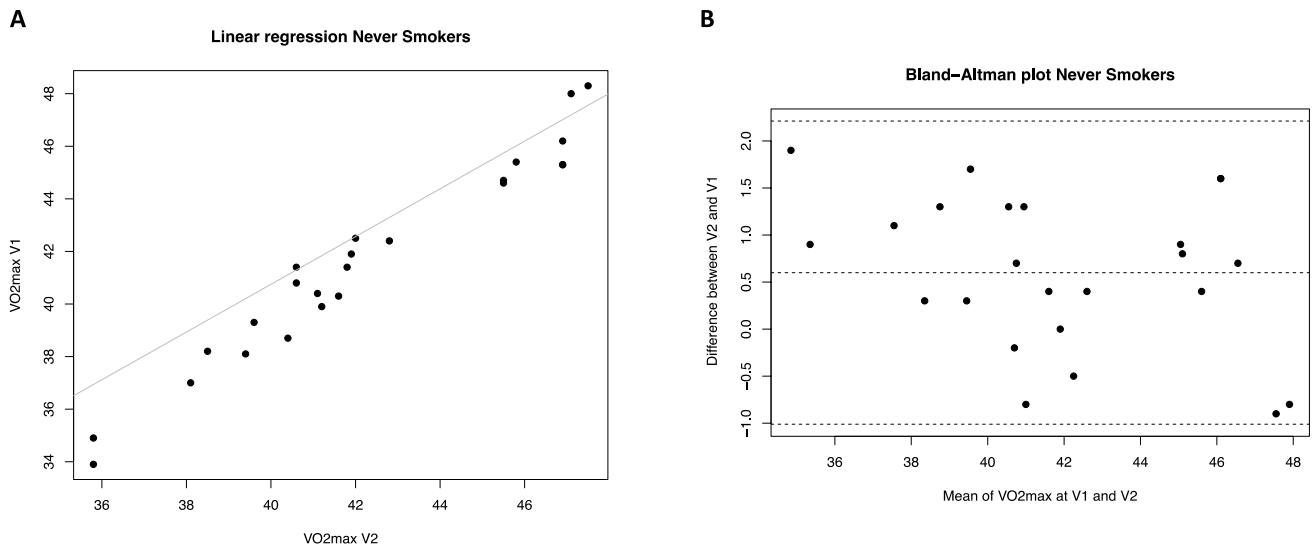 A
Linear regression Never Smokers
VO2max V1
48
46
44
42
40
38
36
34
36 38 40 42 44 46
VO2max V2
B
Bland−Altman plot Never Smokers
Difference between V2 and V1
2.0
1.5
1.0
0.5
0.0
−0.5
−1.0
36 38 40 42 44 46 48
Mean of VO2max at V1 and V2